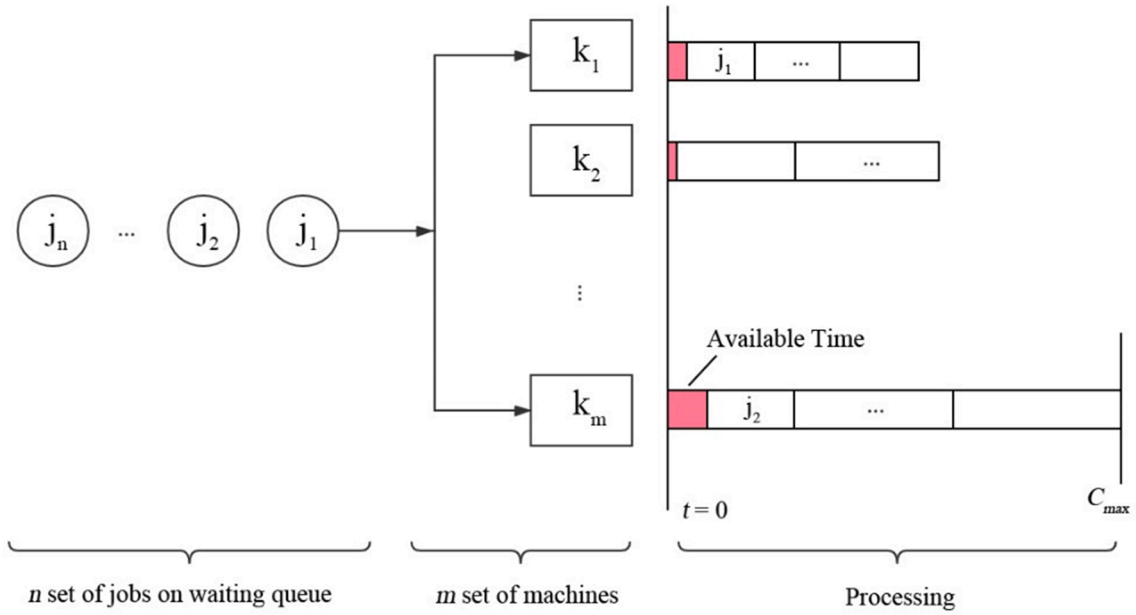 k1
j1 ...
k2
...
jn ... j2 j1
⋮
Available Time
km
j2 ...
t = 0
Cmax
n set of jobs on waiting queue
m set of machines
Processing